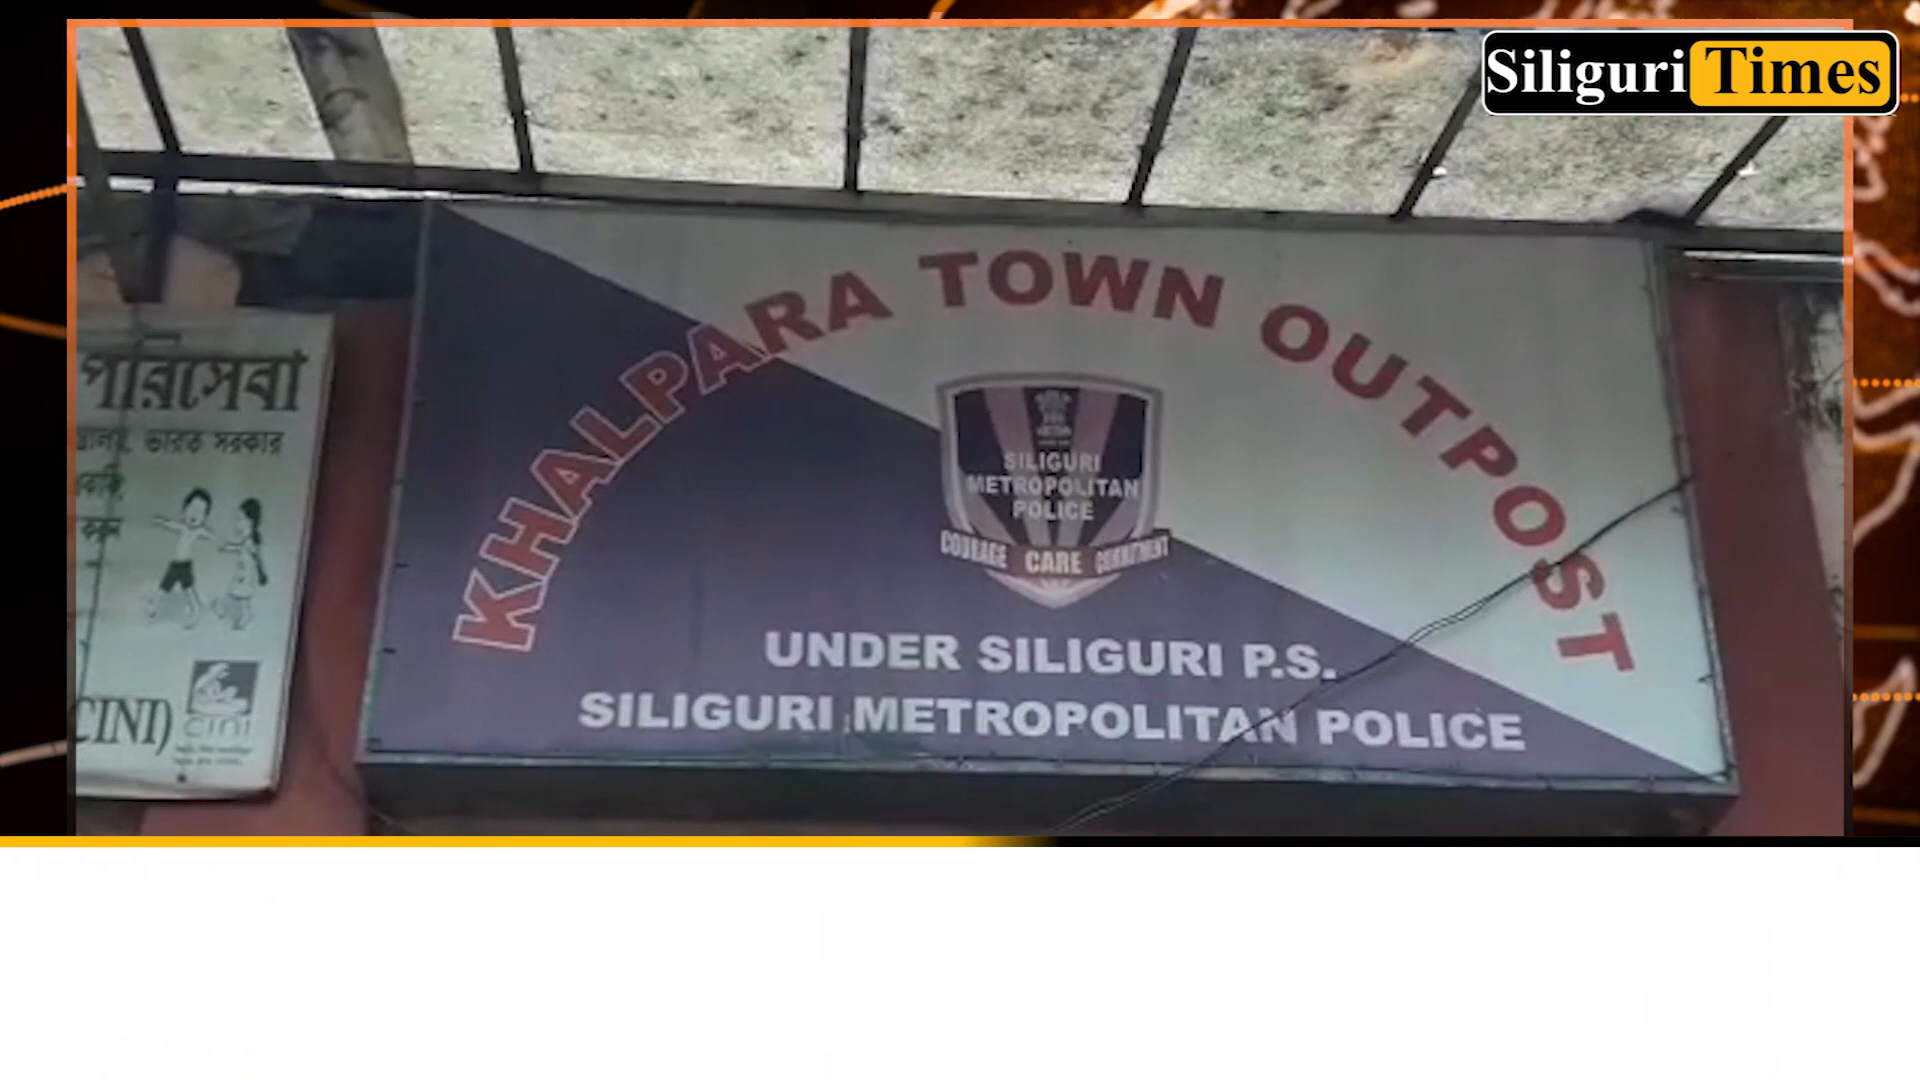 Siliguri Times
KHALPARA TOWN OUTPOST
SILIGURI
METROPOLITAN
POLICE
COURAGE CARE COMMITMENT
UNDER SILIGURI P.S.
SILIGURI METROPOLITAN POLICE
পরিসেবা
ভারত সরকার
CINI)
CINI